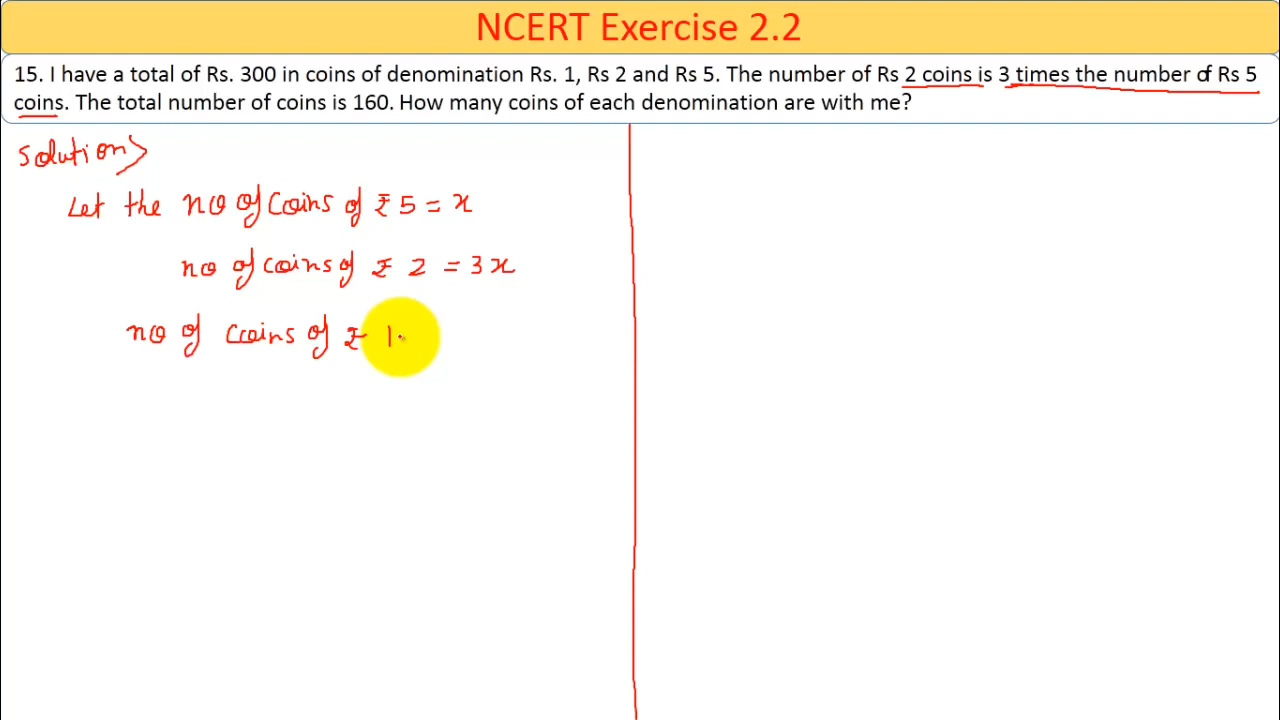 NCERT Exercise 2.2
15. I have a total of Rs. 300 in coins of denomination Rs. 1, Rs 2 and Rs 5. The number of Rs 2 coins is 3 times the number of Rs 5
coins. The total number of coins is 160. How many coins of each denomination are with me?
Solution>
Let the no of coins of ₹ 5 = x
no of coins of ₹ 2 = 3x
no of coins of ₹ 1